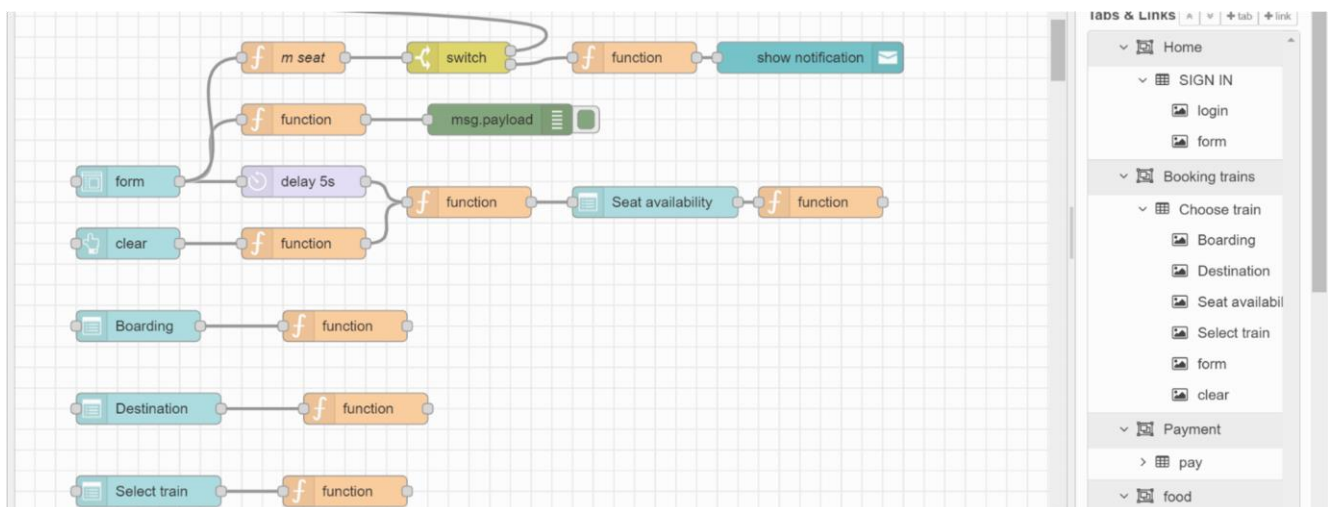 Tabs & Links + tab + link
m seat switch function show notification
function msg.payload
form delay 5s
function Seat availability function
clear function
Boarding function
Destination function
Select train function
Home
SIGN IN
login
form
Booking trains
Choose train
Boarding
Destination
Seat availabil
Select train
form
clear
Payment
pay
food